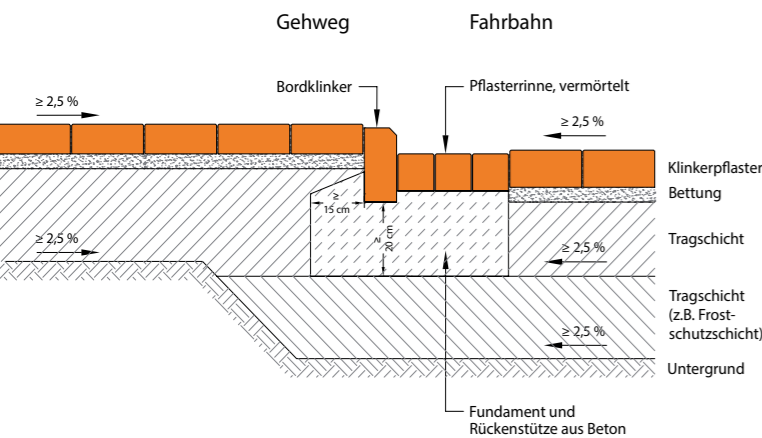 Gehweg
Fahrbahn
Bordklinker
Pflasterrinne, vermörtelt
≥ 2,5 %
≥ 2,5 %
Klinkerpflaster
Bettung
≥
15 cm
≥
20 cm
≥ 2,5 %
≥ 2,5 %
Tragschicht
Tragschicht
(z.B. Frost-
schutzschicht)
≥ 2,5 %
Untergrund
Fundament und
Rückenstütze aus Beton